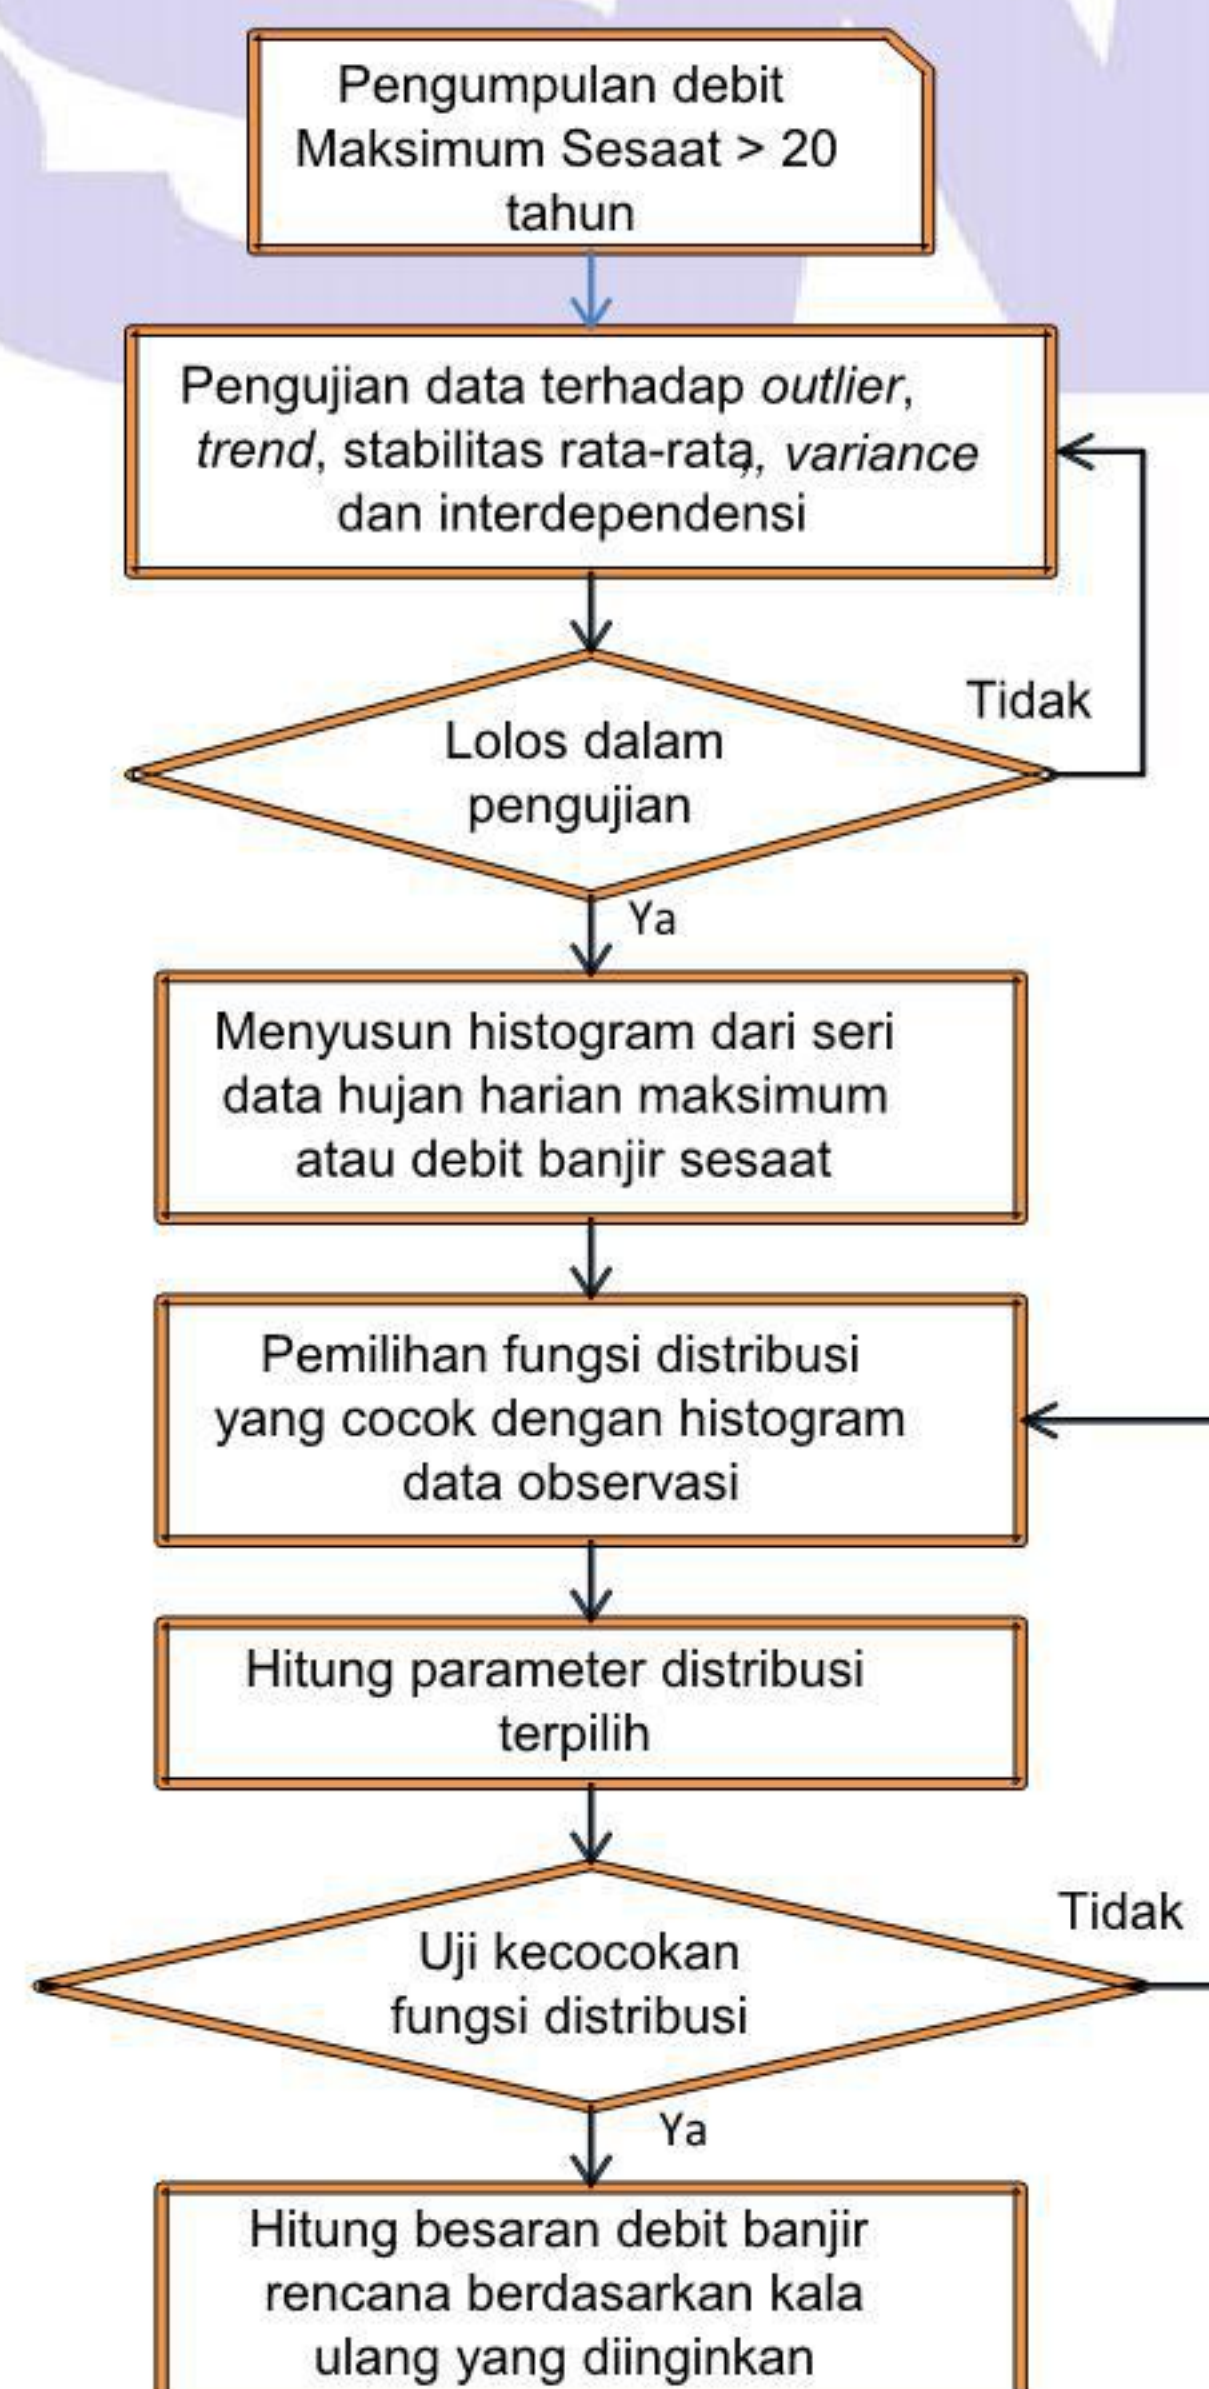 Pengumpulan debit
Maksimum Sesaat > 20
tahun
Pengujian data terhadap outlier,
trend, stabilitas rata-rata,, variance
dan interdependensi
Lolos dalam
pengujian
Tidak
Ya
Menyusun histogram dari seri
data hujan harian maksimum
atau debit banjir sesaat
Pemilihan fungsi distribusi
yang cocok dengan histogram
data observasi
Hitung parameter distribusi
terpilih
Uji kecocokan
fungsi distribusi
Tidak
Ya
Hitung besaran debit banjir
rencana berdasarkan kala
ulang yang diinginkan